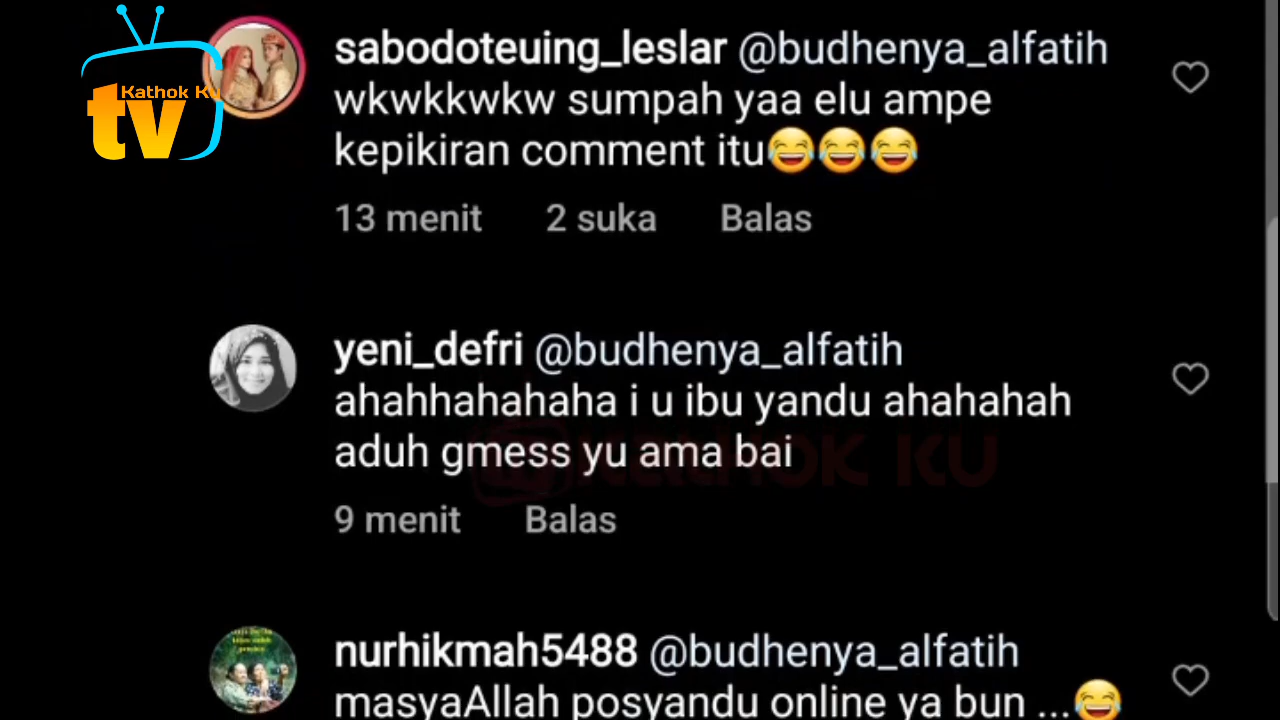 Kathok Ku
tv
sabodoteuing_leslar @budhenya_alfatih
wkwkkwkw sumpah yaa elu ampe
kepikiran comment itu😂😂😂
13 menit 2 suka Balas
yeni_defri @budhenya_alfatih
ahahhahahaha i u ibu yandu ahahahah
aduh gmess yu ama bai
KATHOK KU
9 menit Balas
nurhikmah5488 @budhenya_alfatih
masyaAllah posyandu online ya bun ...😂